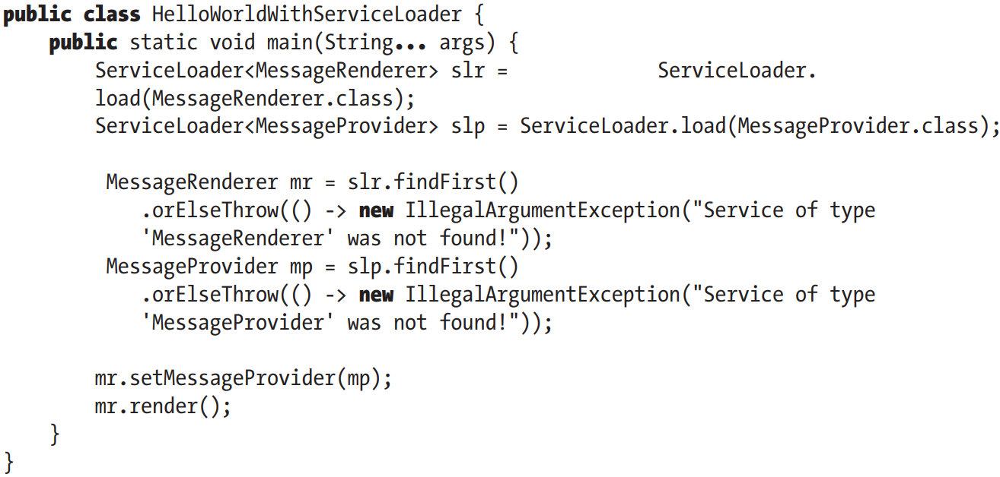 public class HelloWorldWithServiceLoader {
public static void main(String... args) {
ServiceLoader<MessageRenderer> slr = ServiceLoader.
load(MessageRenderer.class);
ServiceLoader<MessageProvider> slp = ServiceLoader.load(MessageProvider.class);
MessageRenderer mr = slr.findFirst()
.orElseThrow(() -> new IllegalArgumentException("Service of type
'MessageRenderer' was not found!"));
MessageProvider mp = slp.findFirst()
.orElseThrow(() -> new IllegalArgumentException("Service of type
'MessageProvider' was not found!"));
mr.setMessageProvider(mp);
mr.render();
}
}